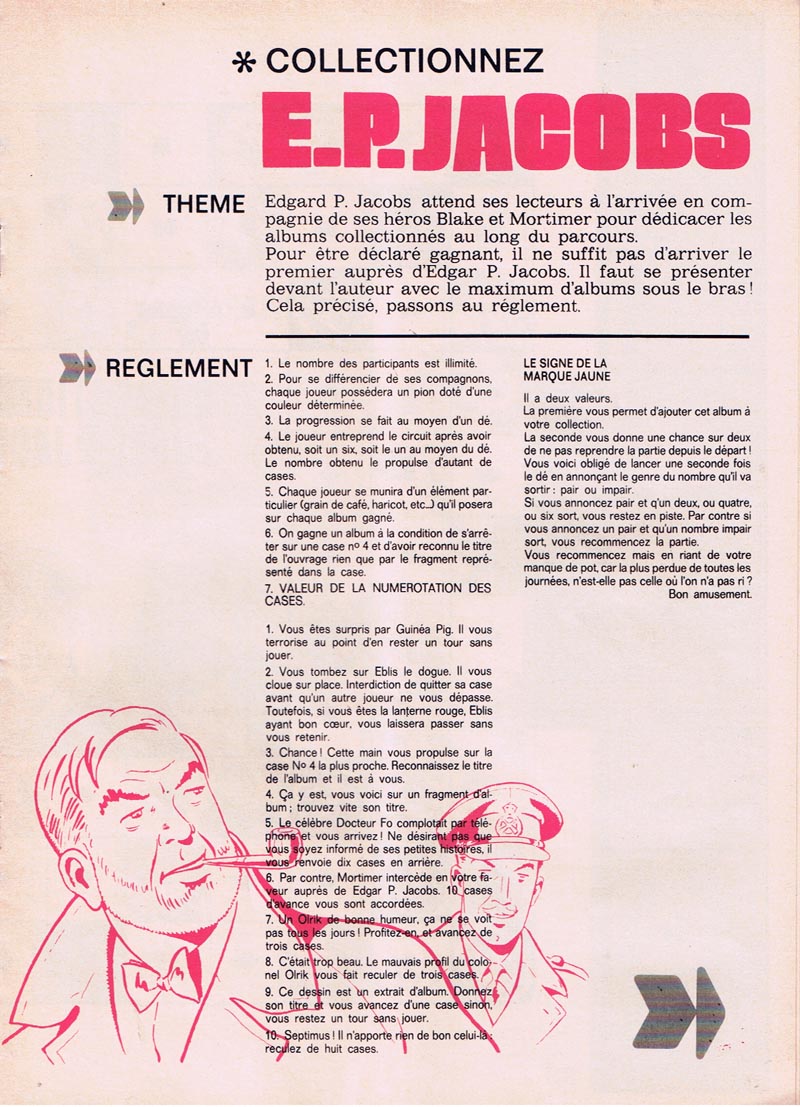 * COLLECTIONNEZ
E.P. JACOBS
THEME
Edgard P. Jacobs attend ses lecteurs à l'arrivée en com-
pagnie de ses héros Blake et Mortimer pour dédicacer les
albums collectionnés au long du parcours.
Pour être déclaré gagnant, il ne suffit pas d'arriver le
premier auprès d'Edgar P. Jacobs. Il faut se présenter
devant l'auteur avec le maximum d'albums sous le bras !
Cela précisé, passons au réglement.
REGLEMENT
1. Le nombre des participants est illimité.
2. Pour se différencier de ses compagnons,
chaque joueur possédera un pion doté d'une
couleur déterminée.
3. La progression se fait au moyen d'un dé.
4. Le joueur entreprend le circuit après avoir
obtenu, soit un six, soit le un au moyen du dé.
Le nombre obtenu le propulse d'autant de
cases.
5. Chaque joueur se munira d'un élément par-
ticulier (grain de café, haricot, etc...) qu'il posera
sur chaque album gagné.
6. On gagne un album à la condition de s'arrê-
ter sur une case nº 4 et d'avoir reconnu le titre
de l'ouvrage rien que par le fragment repré-
senté dans la case.
7. VALEUR DE LA NUMEROTATION DES
CASES.
1. Vous êtes surpris par Guinéa Pig. Il vous
terrorise au point d'en rester un tour sans
jouer.
2. Vous tombez sur Eblis le dogue. Il vous
cloue sur place. Interdiction de quitter sa case
avant qu'un autre joueur ne vous dépasse.
Toutefois, si vous êtes la lanterne rouge, Eblis
ayant bon cœur, vous laissera passer sans
vous retenir.
3. Chance ! Cette main vous propulse sur la
case Nº 4 la plus proche. Reconnaissez le titre
de l'album et il est à vous.
4. Ça y est, vous voici sur un fragment d'al-
bum ; trouvez vite son titre.
5. Le célèbre Docteur Fo complotait par télé-
phone et vous arrivez ! Ne désirant pas que
vous soyez informé de ses petites histoires, il
vous renvoie dix cases en arrière.
6. Par contre, Mortimer intercède en votre fa-
veur auprès de Edgar P. Jacobs. 10 cases
d'avance vous sont accordées.
7. Un Olrik de bonne humeur, ça ne se voit
pas tous les jours ! Profitez-en, et avancez de
trois cases.
8. C'était trop beau. Le mauvais profil du colo-
nel Olrik vous fait reculer de trois cases.
9. Ce dessin est un extrait d'album. Donnez
son titre et vous avancez d'une case sinon,
vous restez un tour sans jouer.
10. Septimus ! Il n'apporte rien de bon celui-là ;
reculez de huit cases.
LE SIGNE DE LA
MARQUE JAUNE
Il a deux valeurs.
La première vous permet d'ajouter cet album à
votre collection.
La seconde vous donne une chance sur deux
de ne pas reprendre la partie depuis le départ !
Vous voici obligé de lancer une seconde fois
le dé en annonçant le genre du nombre qu'il va
sortir : pair ou impair.
Si vous annoncez pair et q'un deux, ou quatre,
ou six sort, vous restez en piste. Par contre si
vous annoncez un pair et qu'un nombre impair
sort, vous recommencez la partie.
Vous recommencez mais en riant de votre
manque de pot, car la plus perdue de toutes les
journées, n'est-elle pas celle où l'on n'a pas ri ?
Bon amusement.